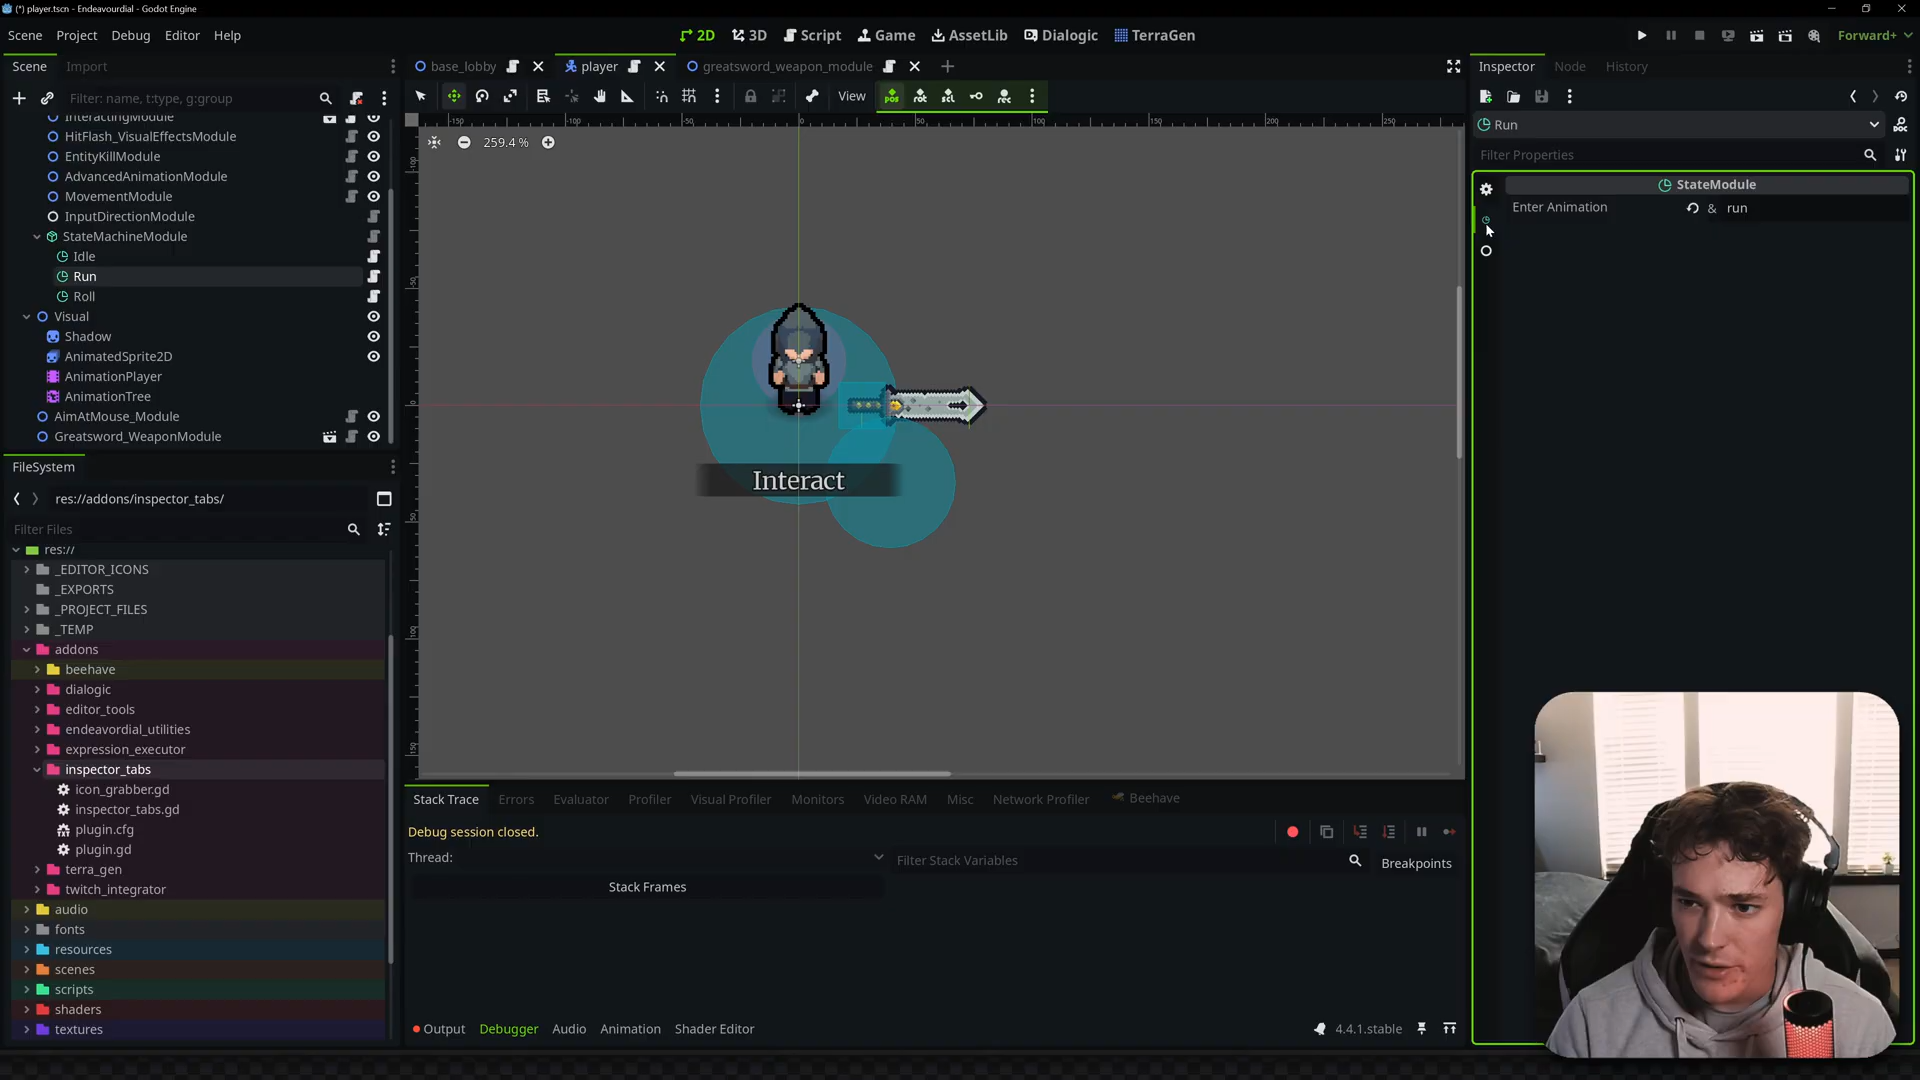 (*) player.tscn - Endeavourdial - Godot Engine
Scene Project Debug Editor Help
2D 3D Script Game AssetLib Dialogic TerraGen
Forward+
Scene Import
base_lobby player greatsword_weapon_module
Inspector Node History
Filter: name, t:type, g:group
View
Run
Filter Properties
259.4 %
InteractingModule
HitFlash_VisualEffectsModule
EntityKillModule
AdvancedAnimationModule
MovementModule
InputDirectionModule
StateMachineModule
Idle
Run
Roll
Visual
Shadow
AnimatedSprite2D
AnimationPlayer
AnimationTree
AimAtMouse_Module
Greatsword_WeaponModule
StateModule
Enter Animation & run
Interact
FileSystem
res://addons/inspector_tabs/
Filter Files
res://
_EDITOR_ICONS
_EXPORTS
_PROJECT_FILES
_TEMP
addons
beehave
dialogic
editor_tools
endeavordial_utilities
expression_executor
inspector_tabs
icon_grabber.gd
inspector_tabs.gd
plugin.cfg
plugin.gd
terra_gen
twitch_integrator
audio
fonts
resources
scenes
scripts
shaders
textures
Stack Trace Errors Evaluator Profiler Visual Profiler Monitors Video RAM Misc Network Profiler Beehave
Debug session closed.
Thread:
Filter Stack Variables
Breakpoints
Stack Frames
Output Debugger Audio Animation Shader Editor
4.4.1.stable